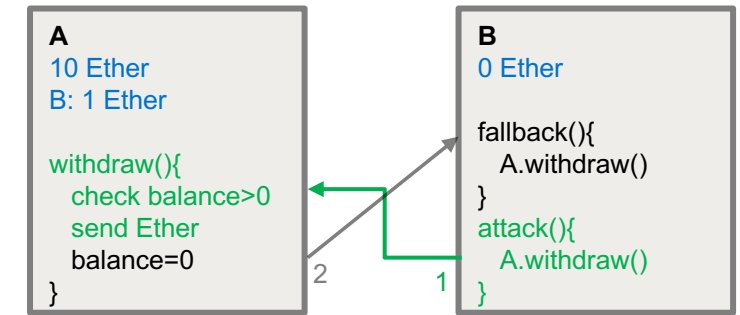 A
10 Ether
B: 1 Ether
withdraw(){
check balance>0
send Ether
balance=0
}
2
1
B
0 Ether
fallback(){
A.withdraw()
}
attack(){
A.withdraw()
}